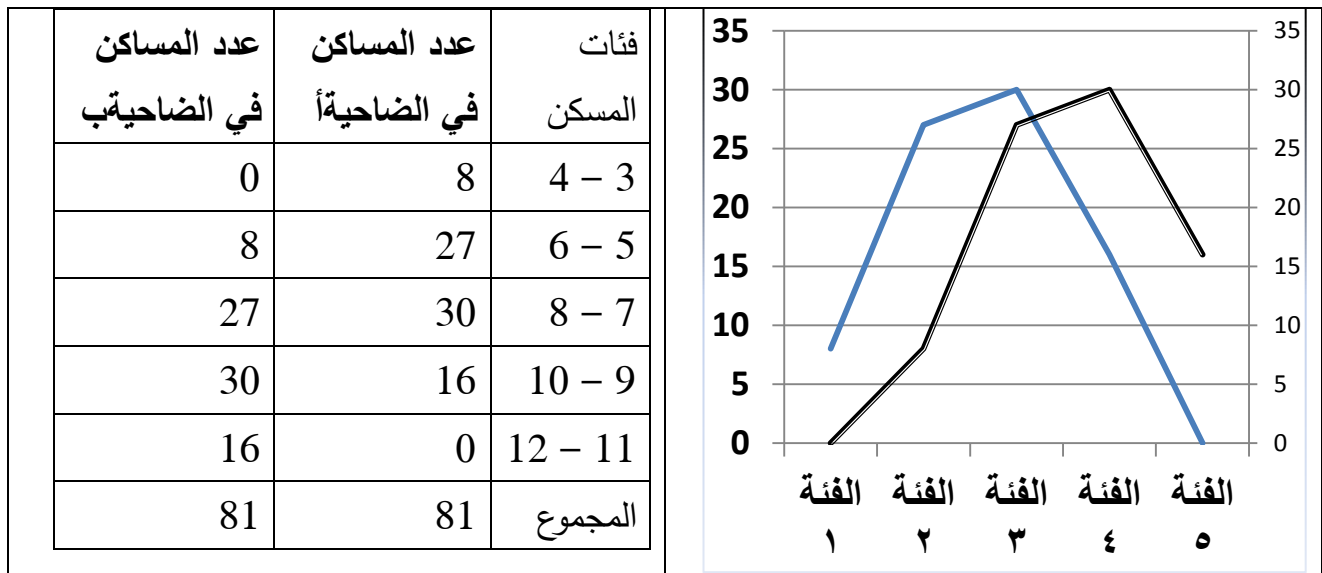 فئات المسكن عدد المساكن في الضاحيةأ عدد المساكن في الضاحيةب
3 – 4 8 0
5 – 6 27 8
7 – 8 30 27
9 – 10 16 30
11 – 12 0 16
المجموع 81 81
35 35
30 30
25 25
20 20
15 15
10 10
5 5
0 0
الفئة ١ الفئة ٢ الفئة ٣ الفئة ٤ الفئة ٥